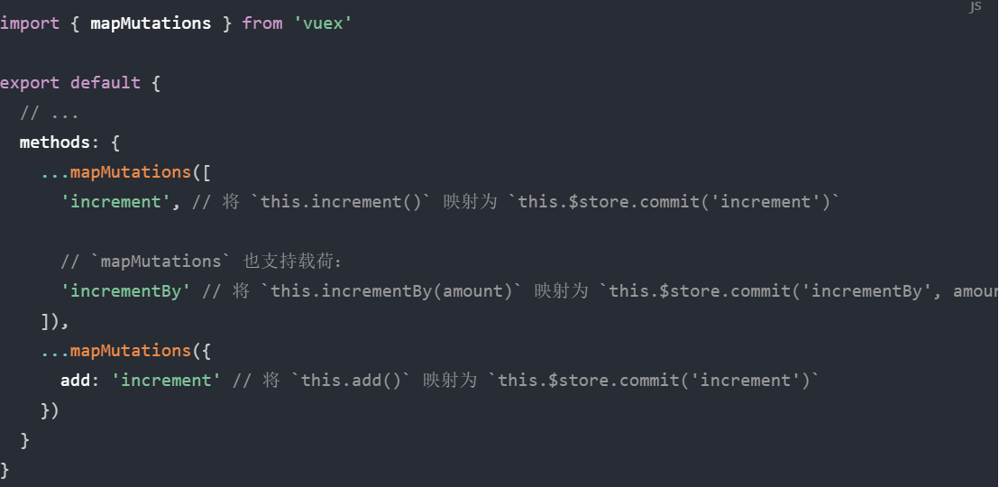 js
import { mapMutations } from 'vuex'
export default {
// ...
methods: {
...mapMutations([
'increment', // 将 `this.increment()` 映射为 `this.$store.commit('increment')`
// `mapMutations` 也支持载荷：
'incrementBy' // 将 `this.incrementBy(amount)` 映射为 `this.$store.commit('incrementBy', amoun
]),
...mapMutations({
add: 'increment' // 将 `this.add()` 映射为 `this.$store.commit('increment')`
})
}
}